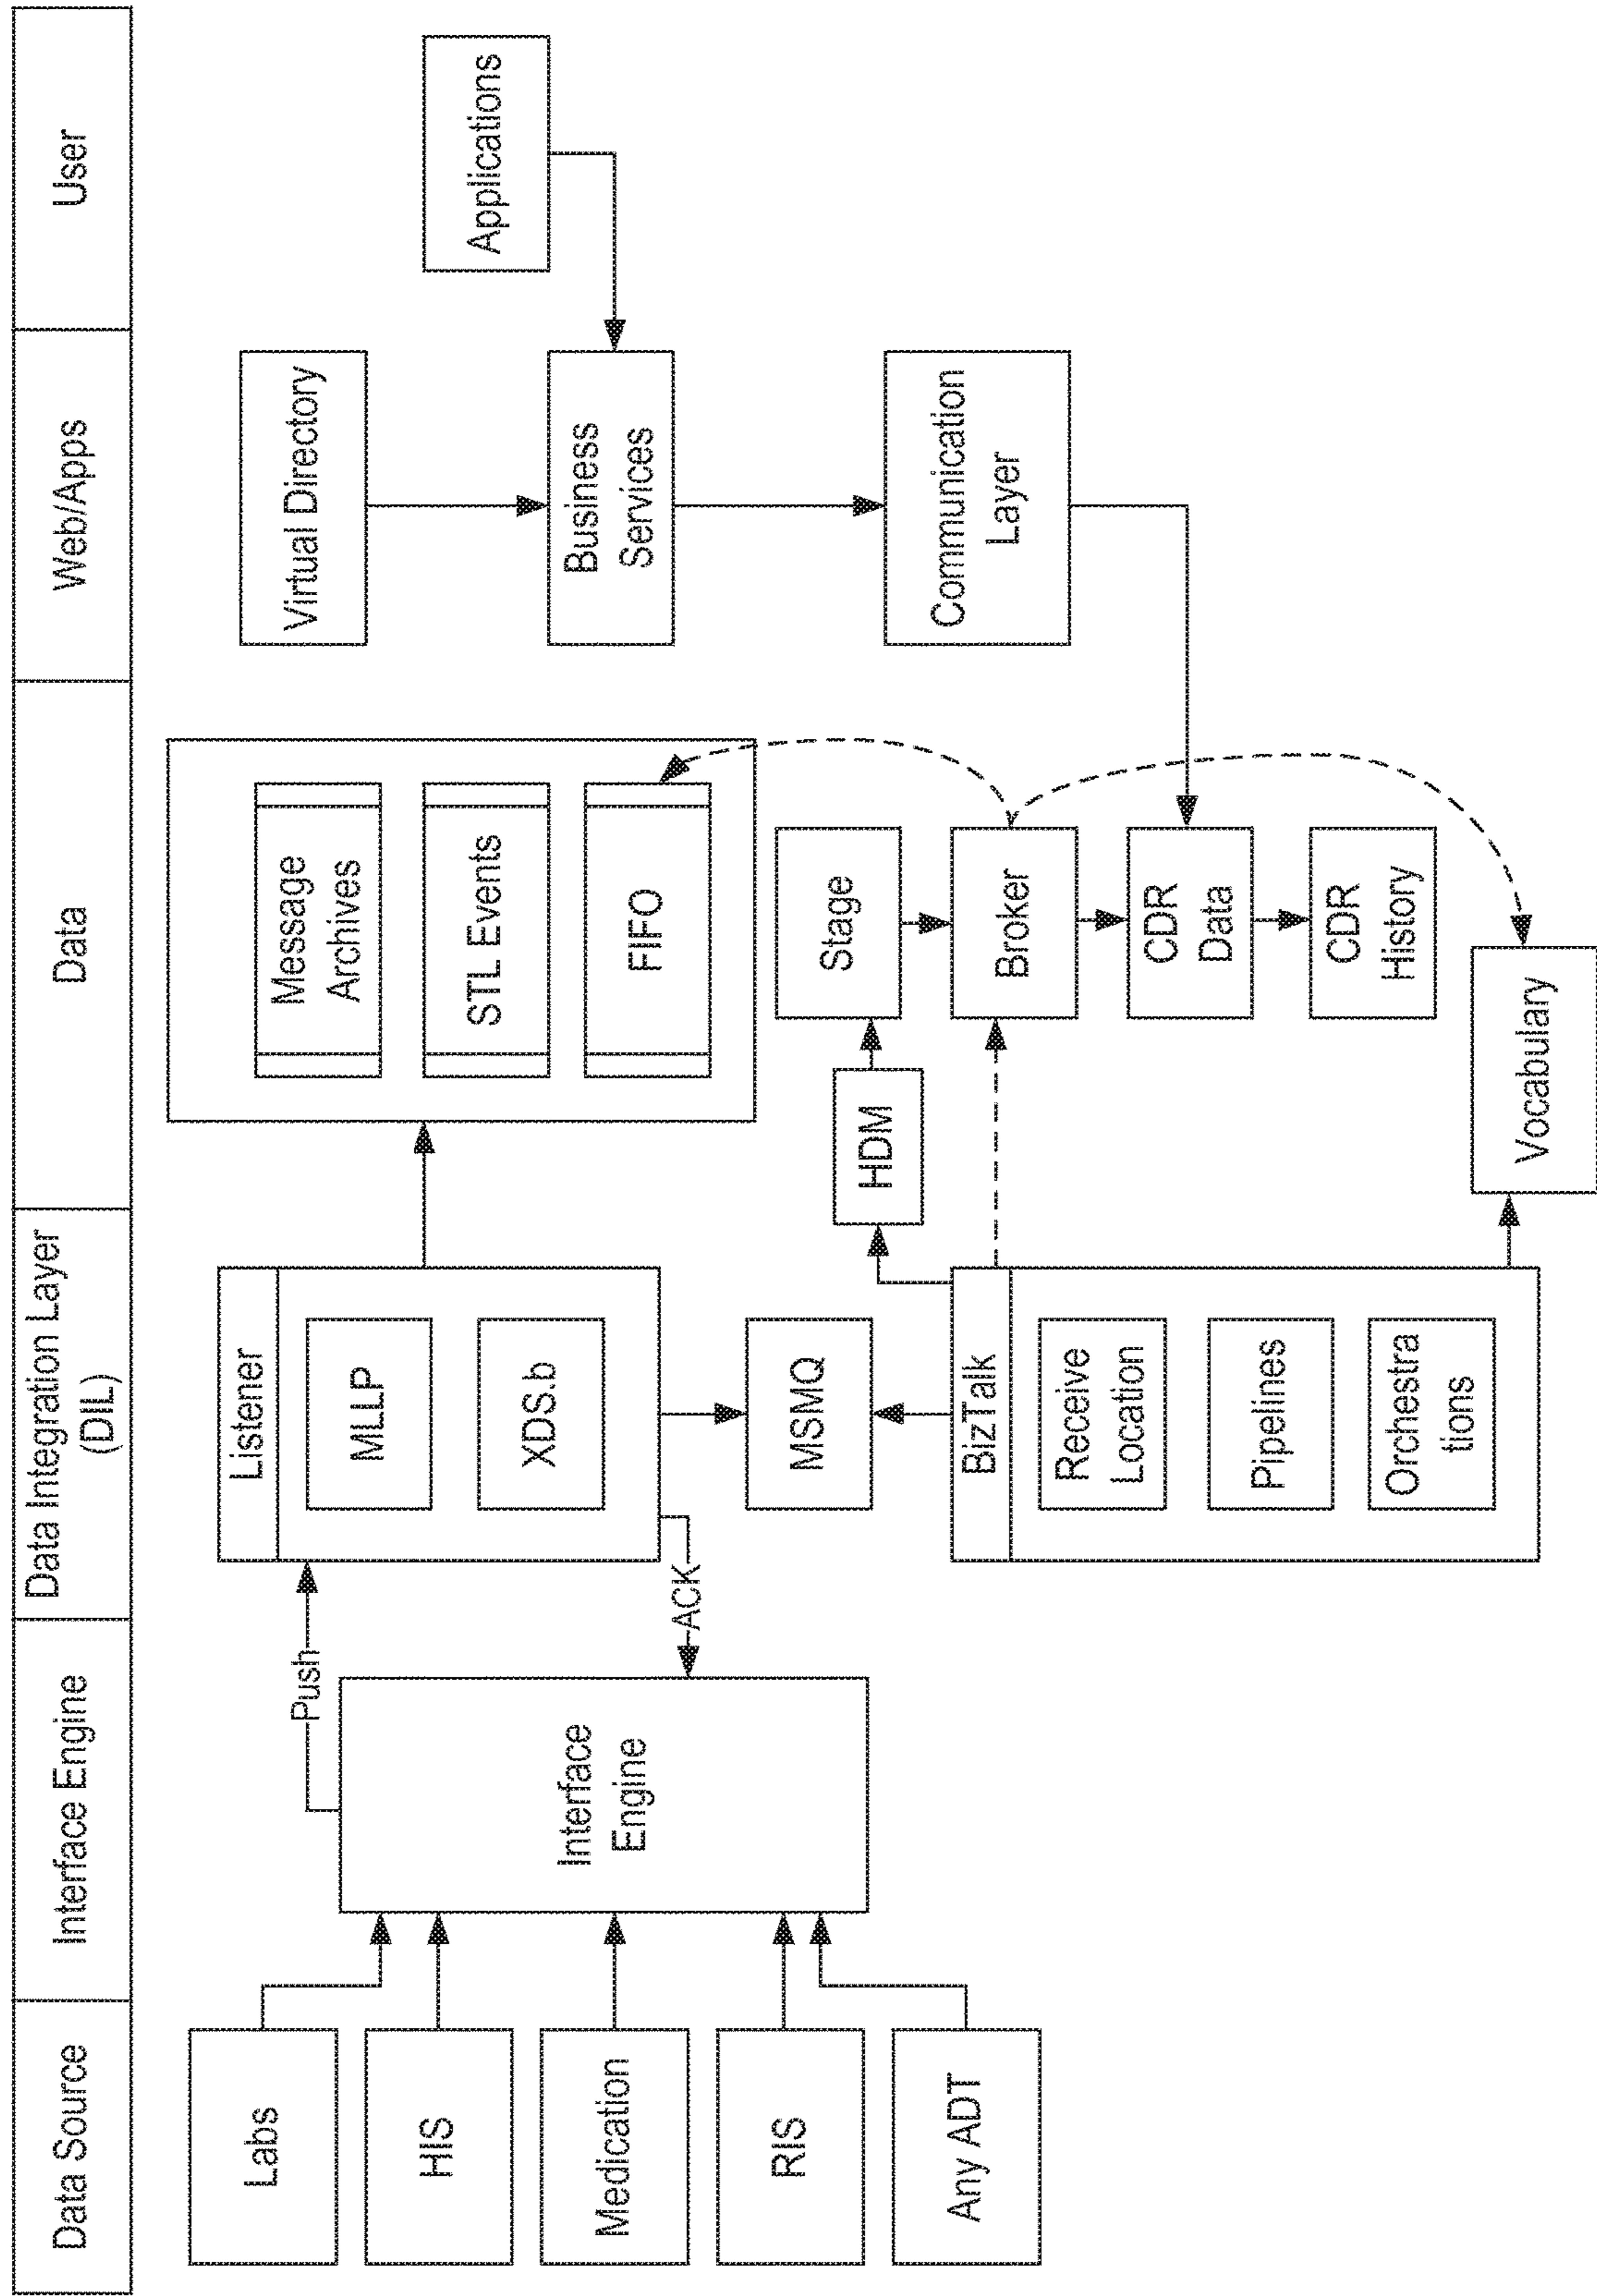 Data Source
Interface Engine
Data Integration Layer
(DIL)
Data
Web/Apps
User
Labs
HIS
Medication
RIS
Any ADT
Interface
Engine
Push
ACK
Listener
MLLP
XDS.b
MSMQ
BizTalk
Receive
Location
Pipelines
Orchestra
tions
Message
Archives
STL Events
FIFO
HDM
Stage
Broker
CDR
Data
CDR
History
Vocabulary
Virtual Directory
Business
Services
Communication
Layer
Applications